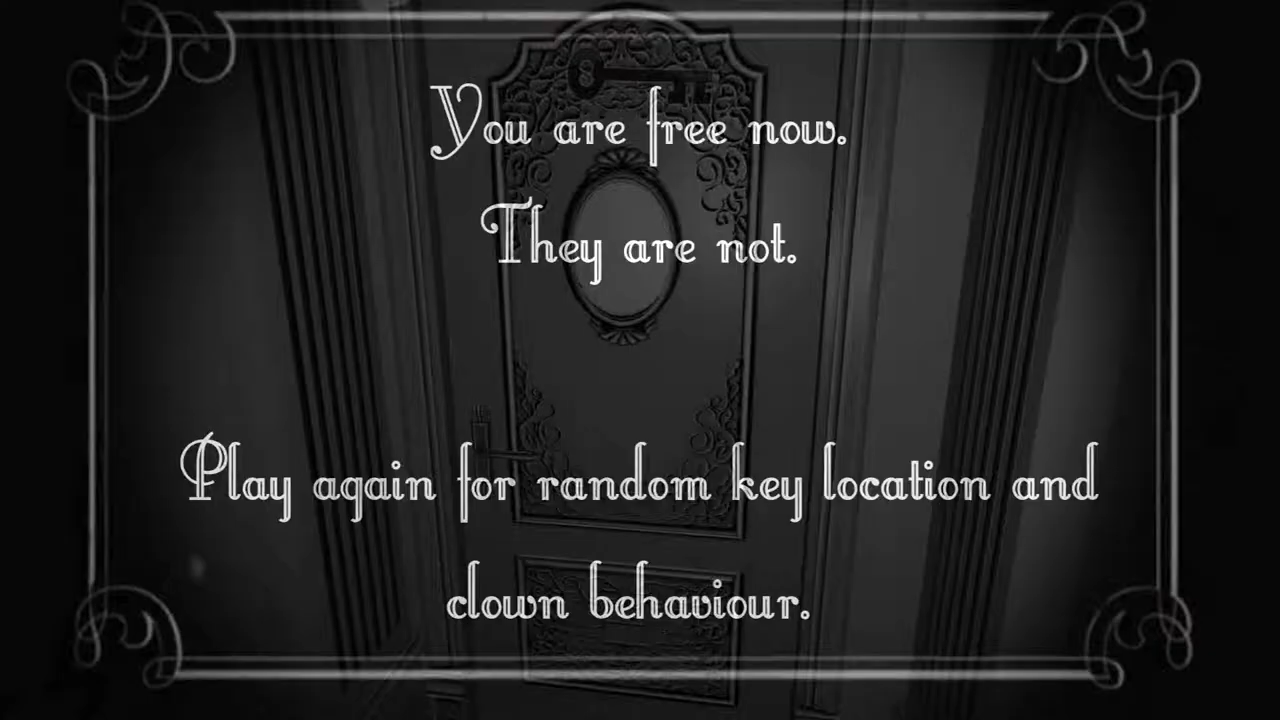 You are free now.
They are not.
Play again for random key location and
clown behaviour.